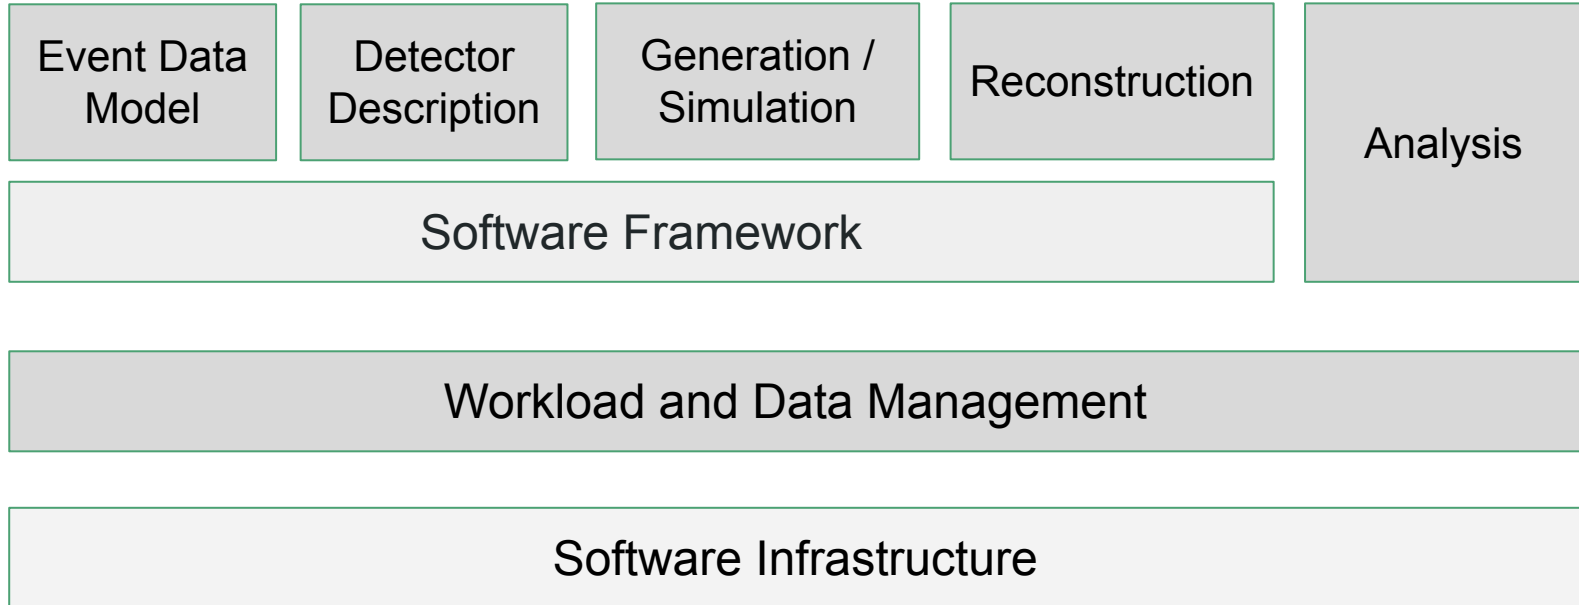 Event Data
Model
Detector
Description
Generation /
Simulation
Reconstruction
Analysis
Software Framework
Workload and Data Management
Software Infrastructure